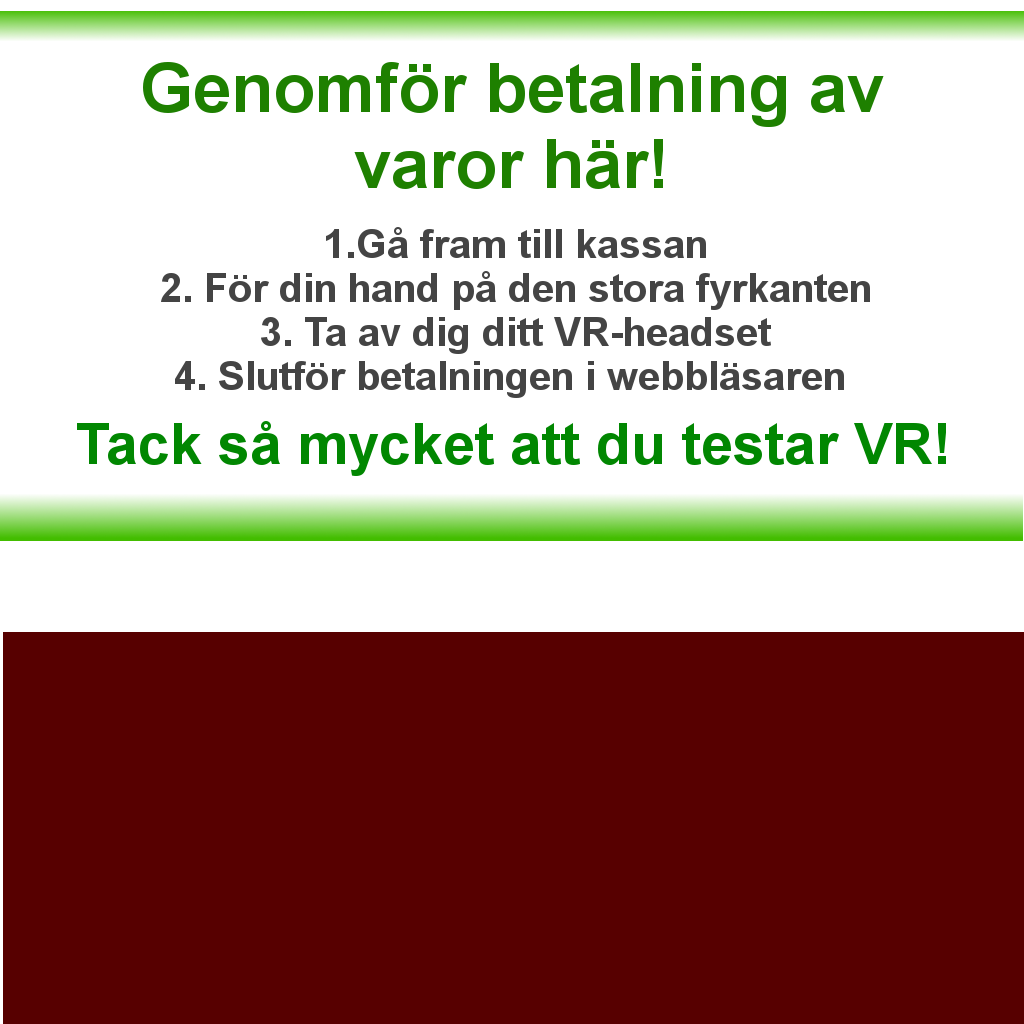 Genomför betalning av
varor här!
1.Gå fram till kassan
2. För din hand på den stora fyrkanten
3. Ta av dig ditt VR-headset
4. Slutför betalningen i webbläsaren
Tack så mycket att du testar VR!